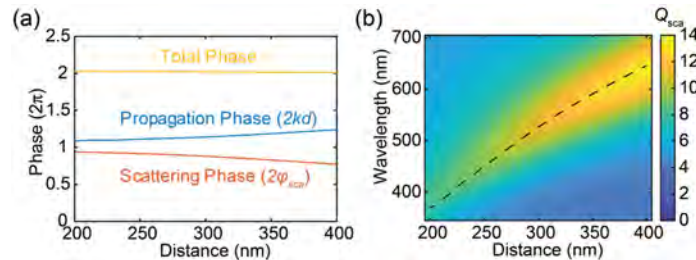 (a)
2.5
2
1.5
1
0.5
0
Phase (2π)
Total Phase
Propagation Phase (2kd)
Scattering Phase (2φsca)
200 250 300 350 400
Distance (nm)
(b)
700
600
500
400
Wavelength (nm)
200 250 300 350 400
Distance (nm)
Qsca
14
12
10
8
6
4
2
0